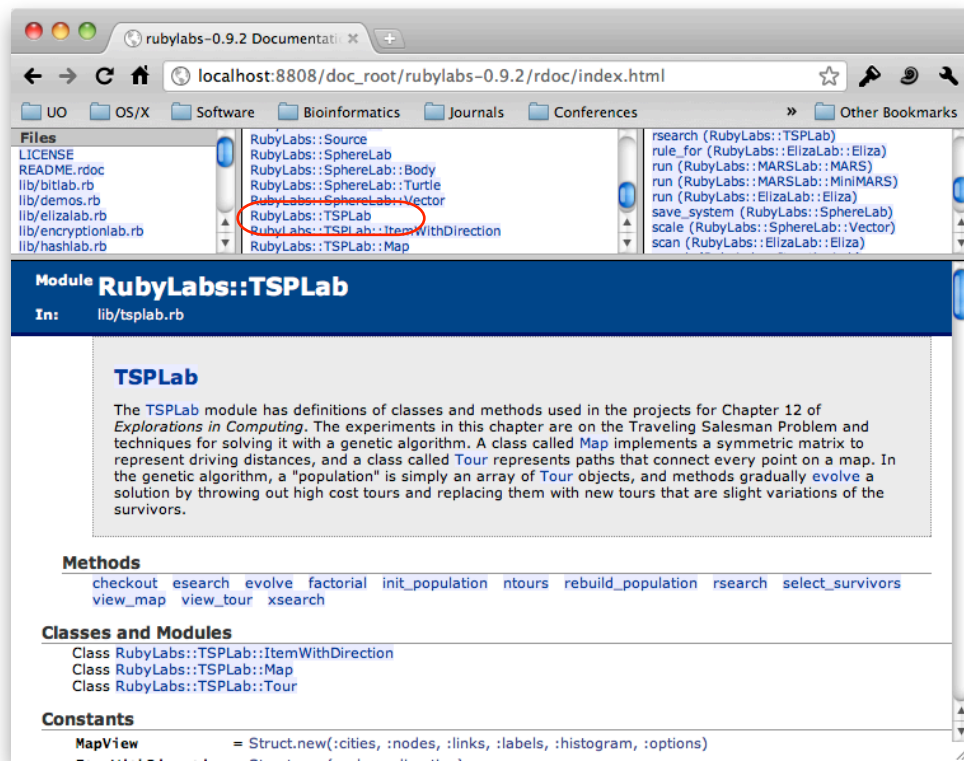 rubylabs-0.9.2 Documentati
localhost:8808/doc_root/rubylabs-0.9.2/rdoc/index.html
UO OS/X Software Bioinformatics Journals Conferences » Other Bookmarks
Files
LICENSE
README.rdoc
lib/bitlab.rb
lib/demos.rb
lib/elizalab.rb
lib/encryptionlab.rb
lib/hashlab.rb
RubyLabs::Source
RubyLabs::SphereLab
RubyLabs::SphereLab::Body
RubyLabs::SphereLab::Turtle
RubyLabs::SphereLab::Vector
RubyLabs::TSPLab
RubyLabs::TSPLab::ItemWithDirection
RubyLabs::TSPLab::Map
rsearch (RubyLabs::TSPLab)
rule_for (RubyLabs::ElizaLab::Eliza)
run (RubyLabs::MARSLab::MARS)
run (RubyLabs::MARSLab::MiniMARS)
run (RubyLabs::ElizaLab::Eliza)
save_system (RubyLabs::SphereLab)
scale (RubyLabs::SphereLab::Vector)
scan (RubyLabs::ElizaLab::Eliza)
Module RubyLabs::TSPLab
In: lib/tsplab.rb
TSPLab
The TSPLab module has definitions of classes and methods used in the projects for Chapter 12 of
Explorations in Computing. The experiments in this chapter are on the Traveling Salesman Problem and
techniques for solving it with a genetic algorithm. A class called Map implements a symmetric matrix to
represent driving distances, and a class called Tour represents paths that connect every point on a map. In
the genetic algorithm, a "population" is simply an array of Tour objects, and methods gradually evolve a
solution by throwing out high cost tours and replacing them with new tours that are slight variations of the
survivors.
Methods
checkout esearch evolve factorial init_population ntours rebuild_population rsearch select_survivors
view_map view_tour xsearch
Classes and Modules
Class RubyLabs::TSPLab::ItemWithDirection
Class RubyLabs::TSPLab::Map
Class RubyLabs::TSPLab::Tour
Constants
MapView = Struct.new(:cities, :nodes, :links, :labels, :histogram, :options)